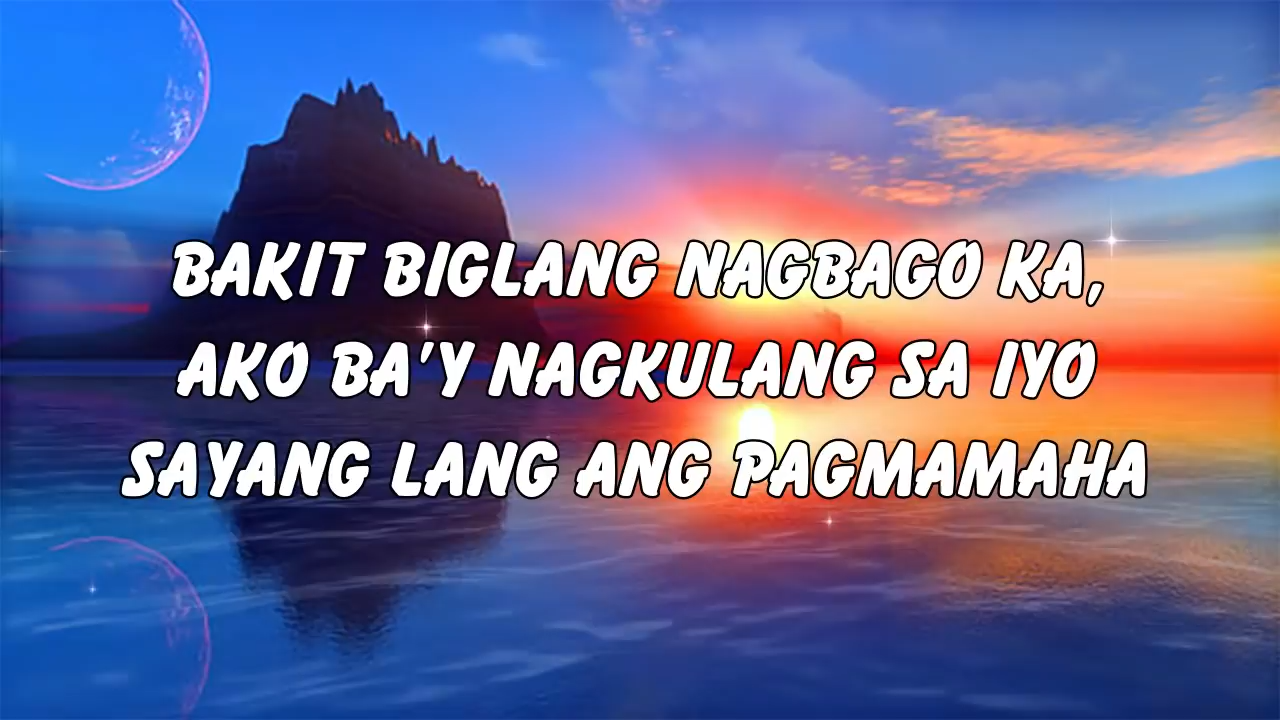 BAKIT BIGLANG NAGBAGO KA,
AKO BA'Y NAGKULANG SA IYO
SAYANG LANG ANG PAGMAMAHA